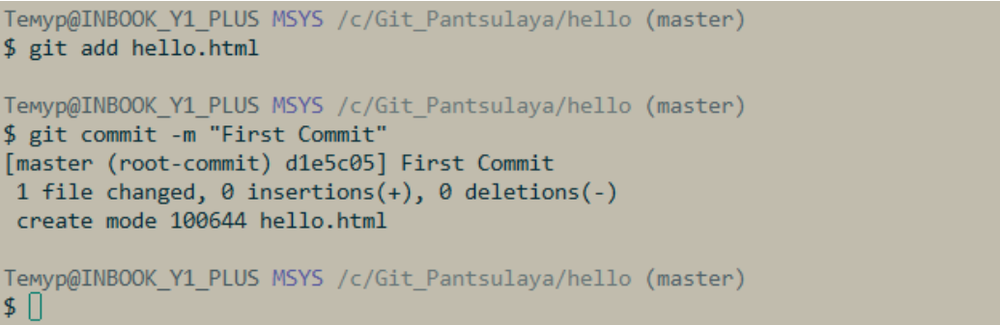 Темур@INBOOK_Y1_PLUS MSYS /c/Git_Pantsulaya/hello (master)
$ git add hello.html
Темур@INBOOK_Y1_PLUS MSYS /c/Git_Pantsulaya/hello (master)
$ git commit -m "First Commit"
[master (root-commit) d1e5c05] First Commit
 1 file changed, 0 insertions(+), 0 deletions(-)
 create mode 100644 hello.html
Темур@INBOOK_Y1_PLUS MSYS /c/Git_Pantsulaya/hello (master)
$